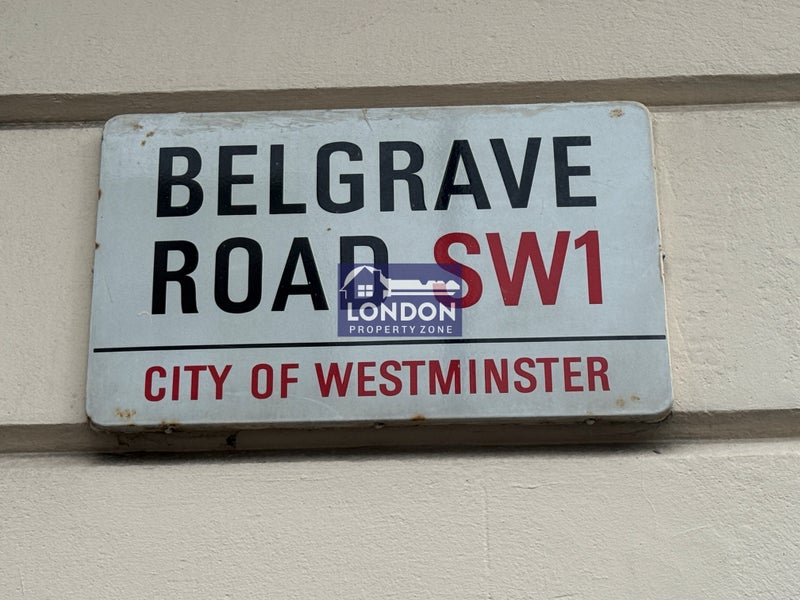 BELGRAVE
ROAD SW1
LONDON
PROPERTY ZONE
CITY OF WESTMINSTER